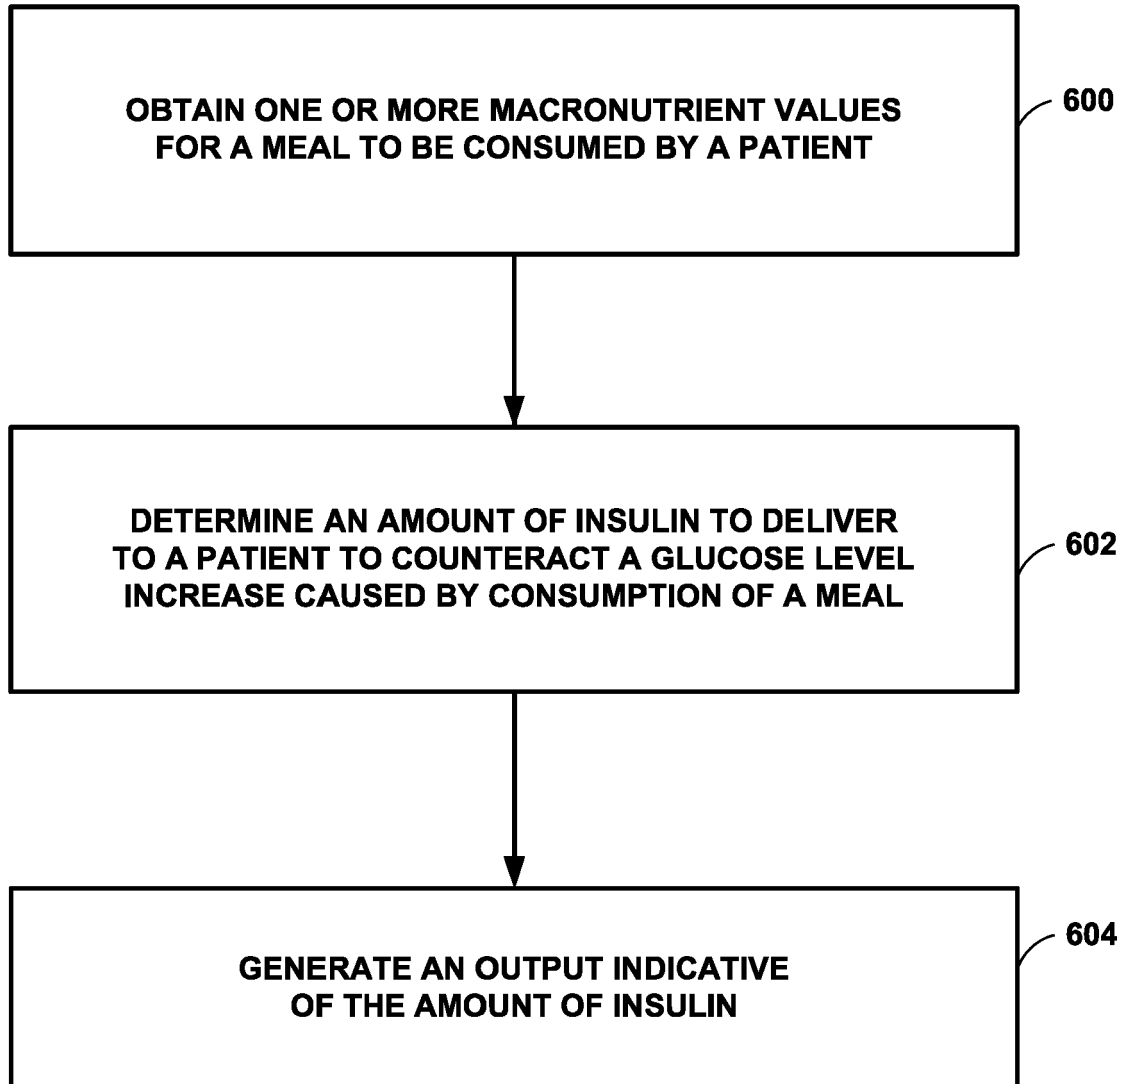 OBTAIN ONE OR MORE MACRONUTRIENT VALUES
FOR A MEAL TO BE CONSUMED BY A PATIENT
600
DETERMINE AN AMOUNT OF INSULIN TO DELIVER
TO A PATIENT TO COUNTERACT A GLUCOSE LEVEL
INCREASE CAUSED BY CONSUMPTION OF A MEAL
602
GENERATE AN OUTPUT INDICATIVE
OF THE AMOUNT OF INSULIN
604